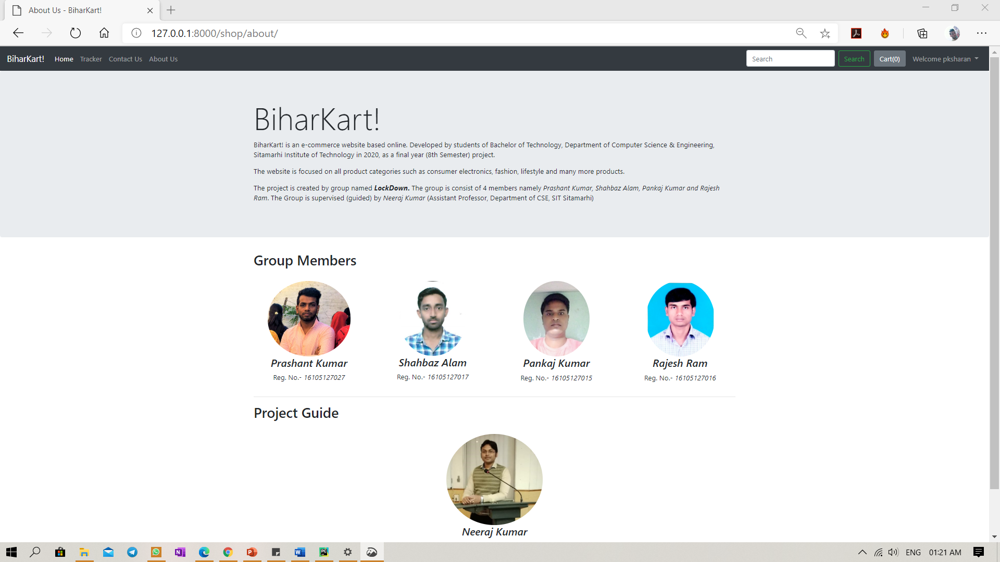 About Us - BiharKart!
127.0.0.1:8000/shop/about/
BiharKart! Home Tracker Contact Us About Us Search Search Cart(0) Welcome pksharan
BiharKart!
BiharKart! is an e-commerce website based online. Developed by students of Bachelor of Technology, Department of Computer Science & Engineering,
Sitamarhi Institute of Technology in 2020, as a final year (8th Semester) project.
The website is focused on all product categories such as consumer electronics, fashion, lifestyle and many more products.
The project is created by group named LockDown. The group is consist of 4 members namely Prashant Kumar, Shahbaz Alam, Pankaj Kumar and Rajesh
Ram. The Group is supervised (guided) by Neeraj Kumar (Assistant Professor, Department of CSE, SIT Sitamarhi)
Group Members
Prashant Kumar Shahbaz Alam Pankaj Kumar Rajesh Ram
Reg. No.- 16105127027 Reg. No.- 16105127017 Reg. No.- 16105127015 Reg. No.- 16105127016
Project Guide
Neeraj Kumar
ENG 01:21 AM